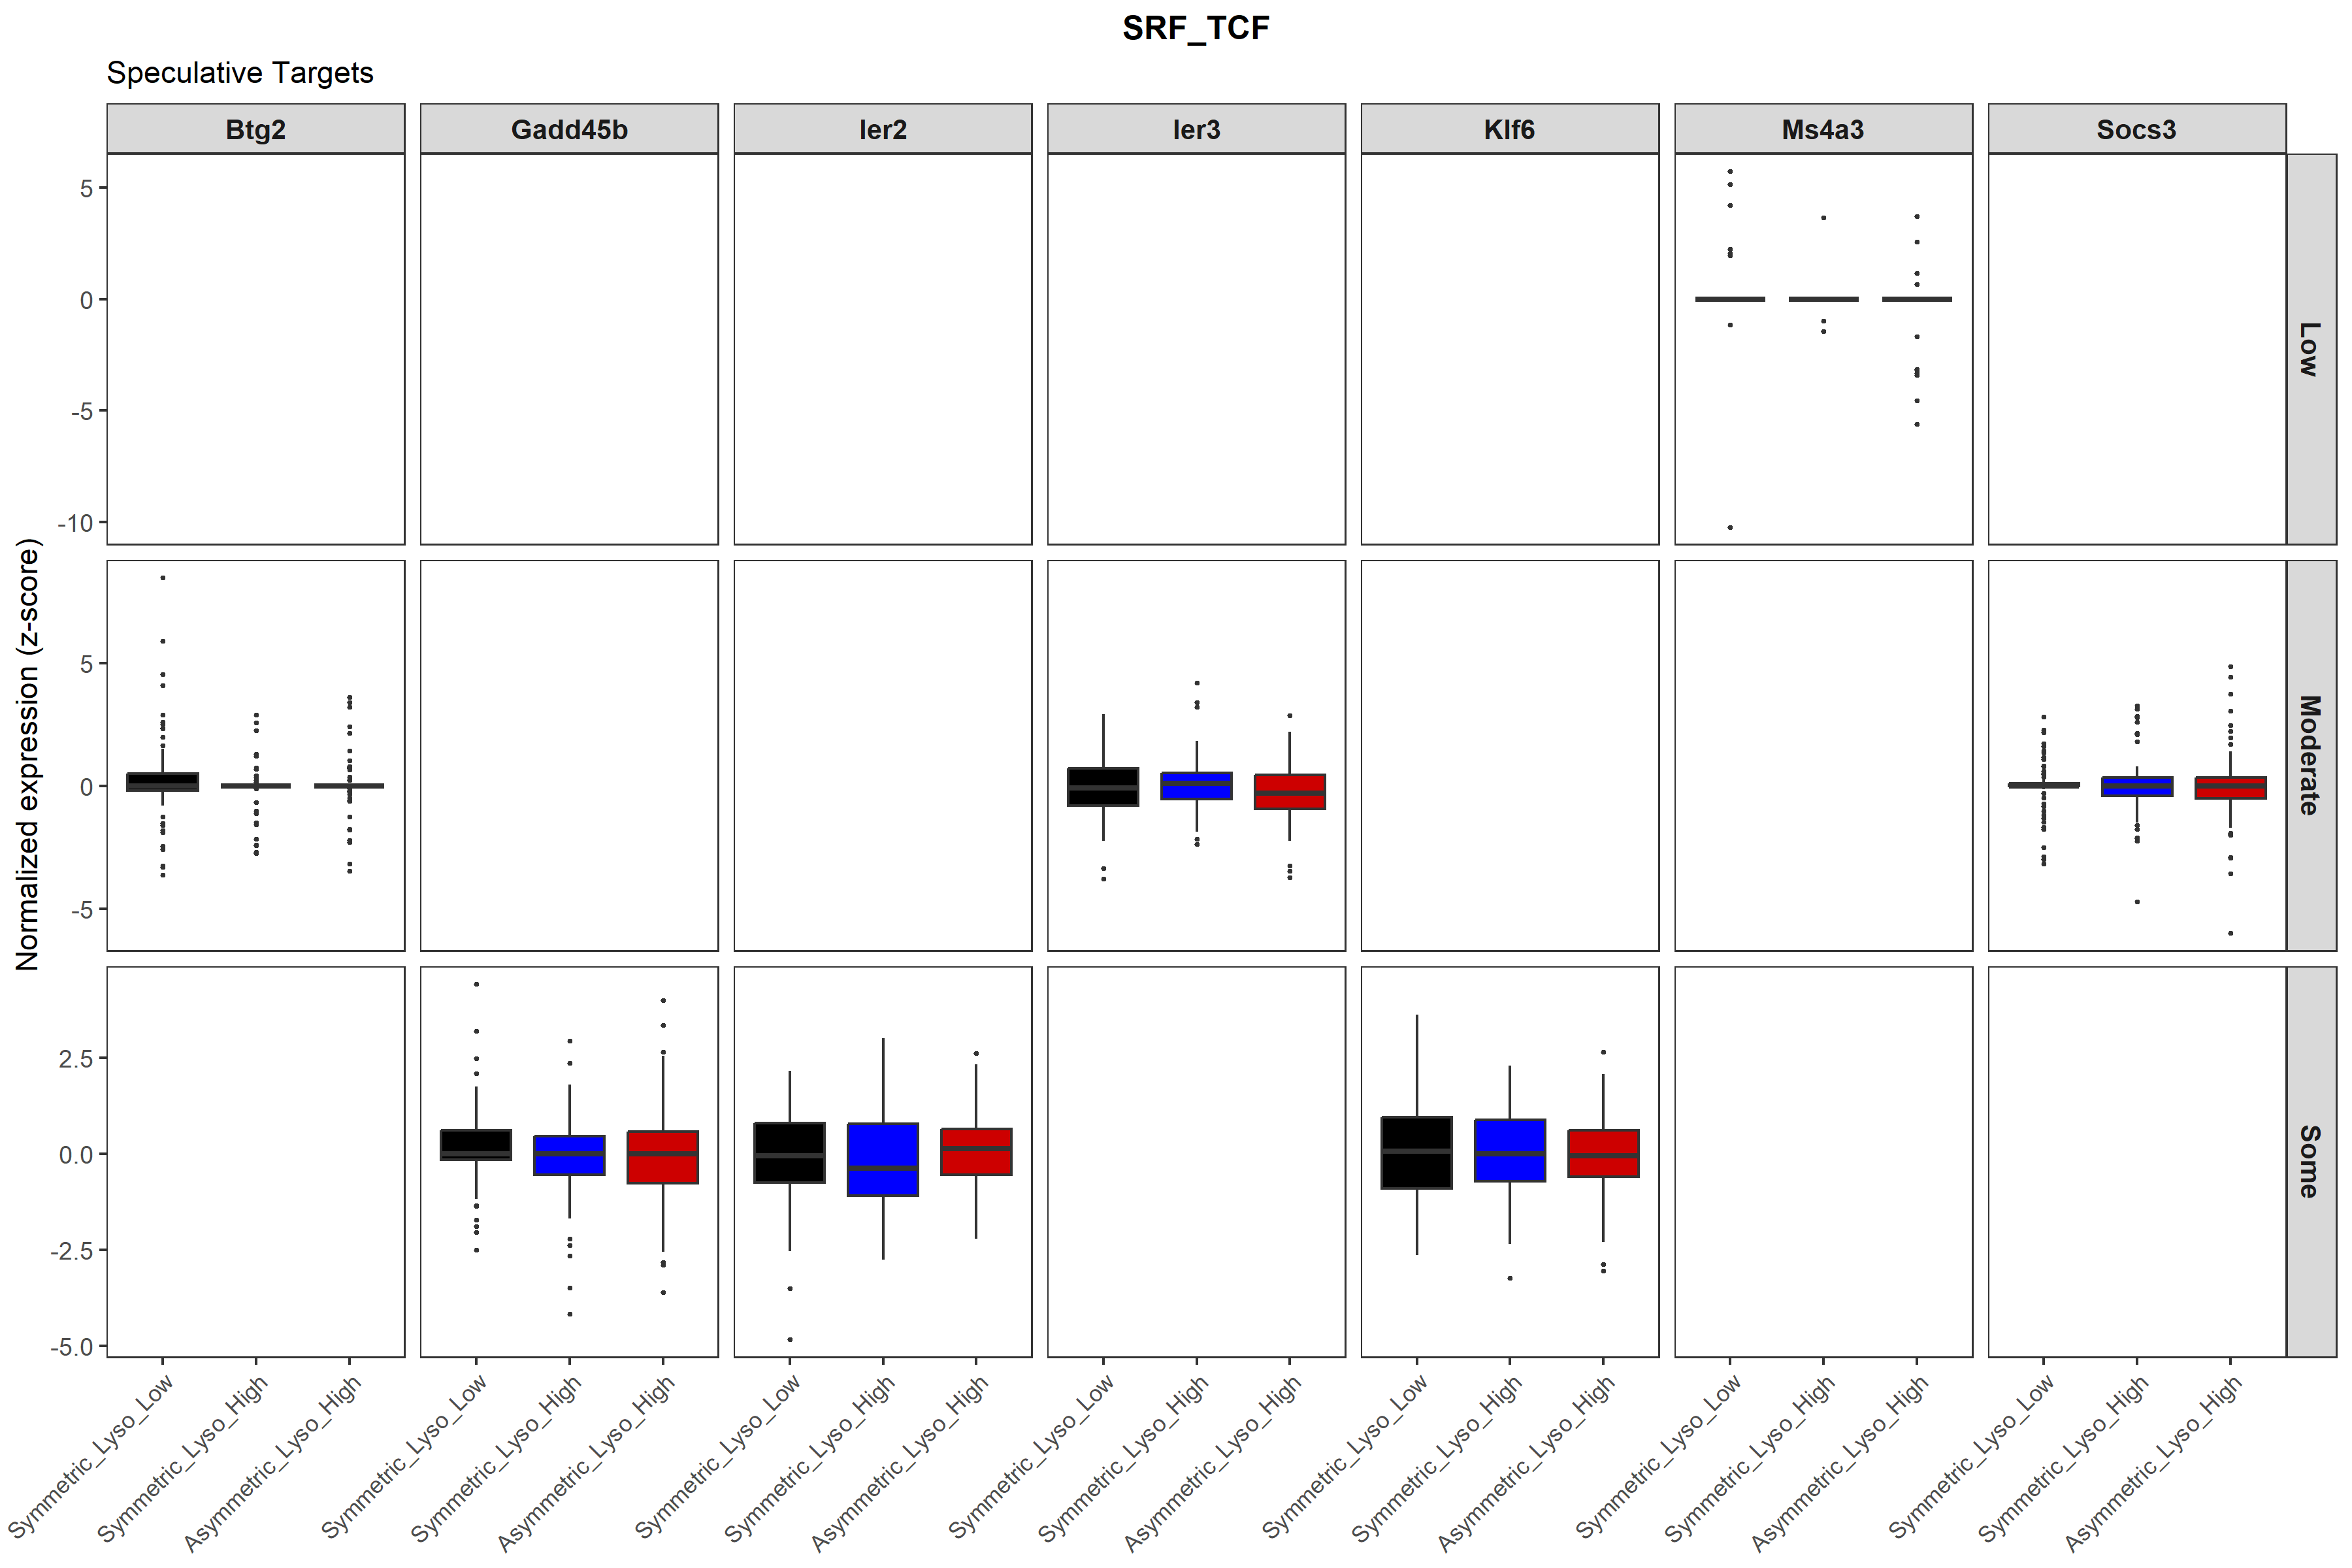 SRF_TCF
Speculative Targets
Btg2 Gadd45b Ier2 Ier3 Klf6 Ms4a3 Socs3
5
0
-5
-10
Low
Normalized expression (z-score)
5
0
-5
Moderate
2.5
0.0
-2.5
-5.0
Some
Symmetric_Lyso_Low Symmetric_Lyso_High Asymmetric_Lyso_High Symmetric_Lyso_Low Symmetric_Lyso_High Asymmetric_Lyso_High Symmetric_Lyso_Low Symmetric_Lyso_High Asymmetric_Lyso_High Symmetric_Lyso_Low Symmetric_Lyso_High Asymmetric_Lyso_High Symmetric_Lyso_Low Symmetric_Lyso_High Asymmetric_Lyso_High Symmetric_Lyso_Low Symmetric_Lyso_High Asymmetric_Lyso_High Symmetric_Lyso_Low Symmetric_Lyso_High Asymmetric_Lyso_High